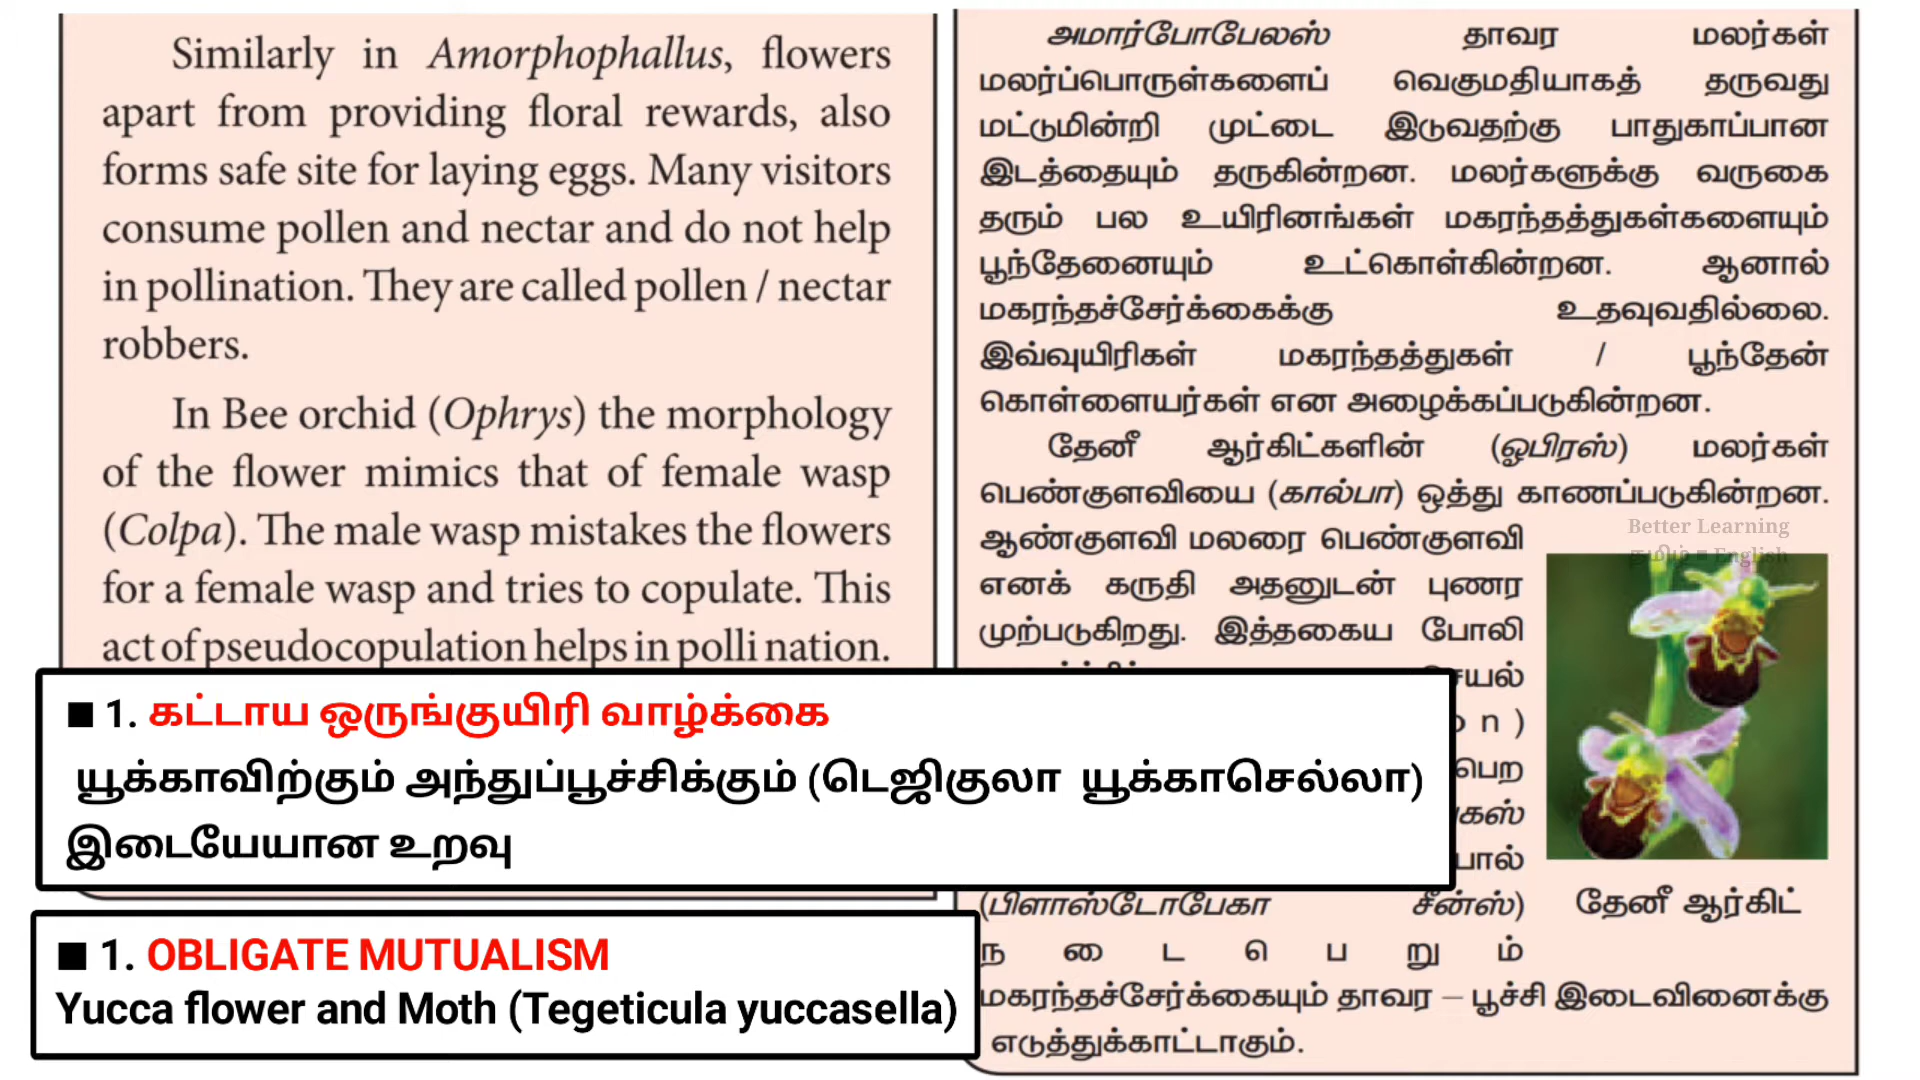 Similarly in Amorphophallus, flowers
apart from providing floral rewards, also
forms safe site for laying eggs. Many visitors
consume pollen and nectar and do not help
in pollination. They are called pollen / nectar
robbers.
In Bee orchid (Ophrys) the morphology
of the flower mimics that of female wasp
(Colpa). The male wasp mistakes the flowers
for a female wasp and tries to copulate. This
act of pseudocopulation helps in polli nation.
■ 1. கட்டாய ஒருங்குயிரி வாழ்க்கை
யூக்காவிற்கும் அந்துப்பூச்சிக்கும் (டெஜிகுலா யூக்காசெல்லா)
இடையேயான உறவு
■ 1. OBLIGATE MUTUALISM
Yucca flower and Moth (Tegeticula yuccasella)
அமார்போபேலஸ் தாவர மலர்கள்
மலர்ப்பொருள்களைப் வெகுமதியாகத் தருவது
மட்டுமின்றி முட்டை இடுவதற்கு பாதுகாப்பான
இடத்தையும் தருகின்றன. மலர்களுக்கு வருகை
தரும் பல உயிரினங்கள் மகரந்தத்துகள்களையும்
பூந்தேனையும் உட்கொள்கின்றன. ஆனால்
மகரந்தச்சேர்க்கைக்கு உதவுவதில்லை.
இவ்வுயிரிகள் மகரந்தத்துகள் / பூந்தேன்
கொள்ளையர்கள் என அழைக்கப்படுகின்றன.
தேனீ ஆர்கிட்களின் (ஒபிரஸ்) மலர்கள்
பெண்குளவியை (கால்பா) ஒத்து காணப்படுகின்றன.
ஆண்குளவி மலரை பெண்குளவி
எனக் கருதி அதனுடன் புணர
முற்படுகிறது. இத்தகைய போலி
(பிளாஸ்டோபேகா சீன்ஸ்)
ந டை பெ று ம்
மகரந்தச்சேர்க்கையும் தாவர – பூச்சி இடைவினைக்கு
எடுத்துக்காட்டாகும்.
Better Learning
தமிழ் ■ English
தேனீ ஆர்கிட்